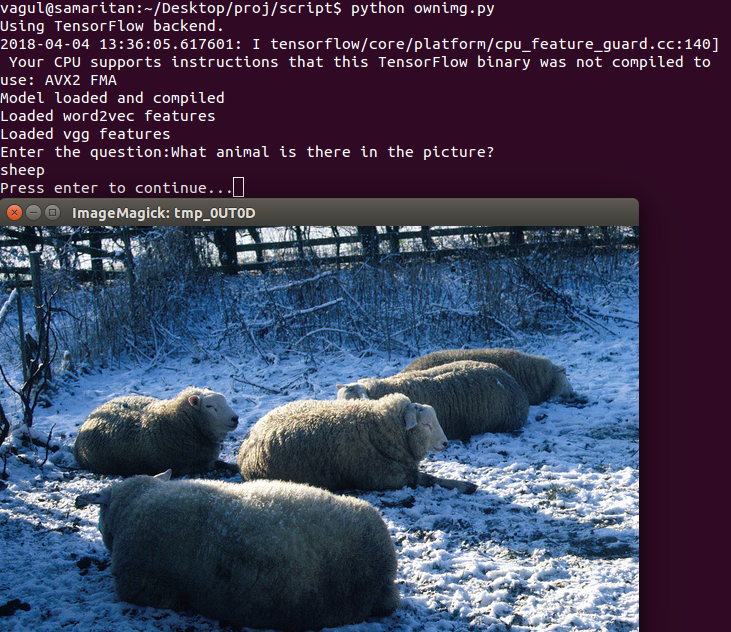 vagul@samaritan:~/Desktop/proj/script$ python ownimg.py
Using TensorFlow backend.
2018-04-04 13:36:05.617601: I tensorflow/core/platform/cpu_feature_guard.cc:140]
 Your CPU supports instructions that this TensorFlow binary was not compiled to
use: AVX2 FMA
Model loaded and compiled
Loaded word2vec features
Loaded vgg features
Enter the question:What animal is there in the picture?
sheep
Press enter to continue...
ImageMagick: tmp_0UT0D